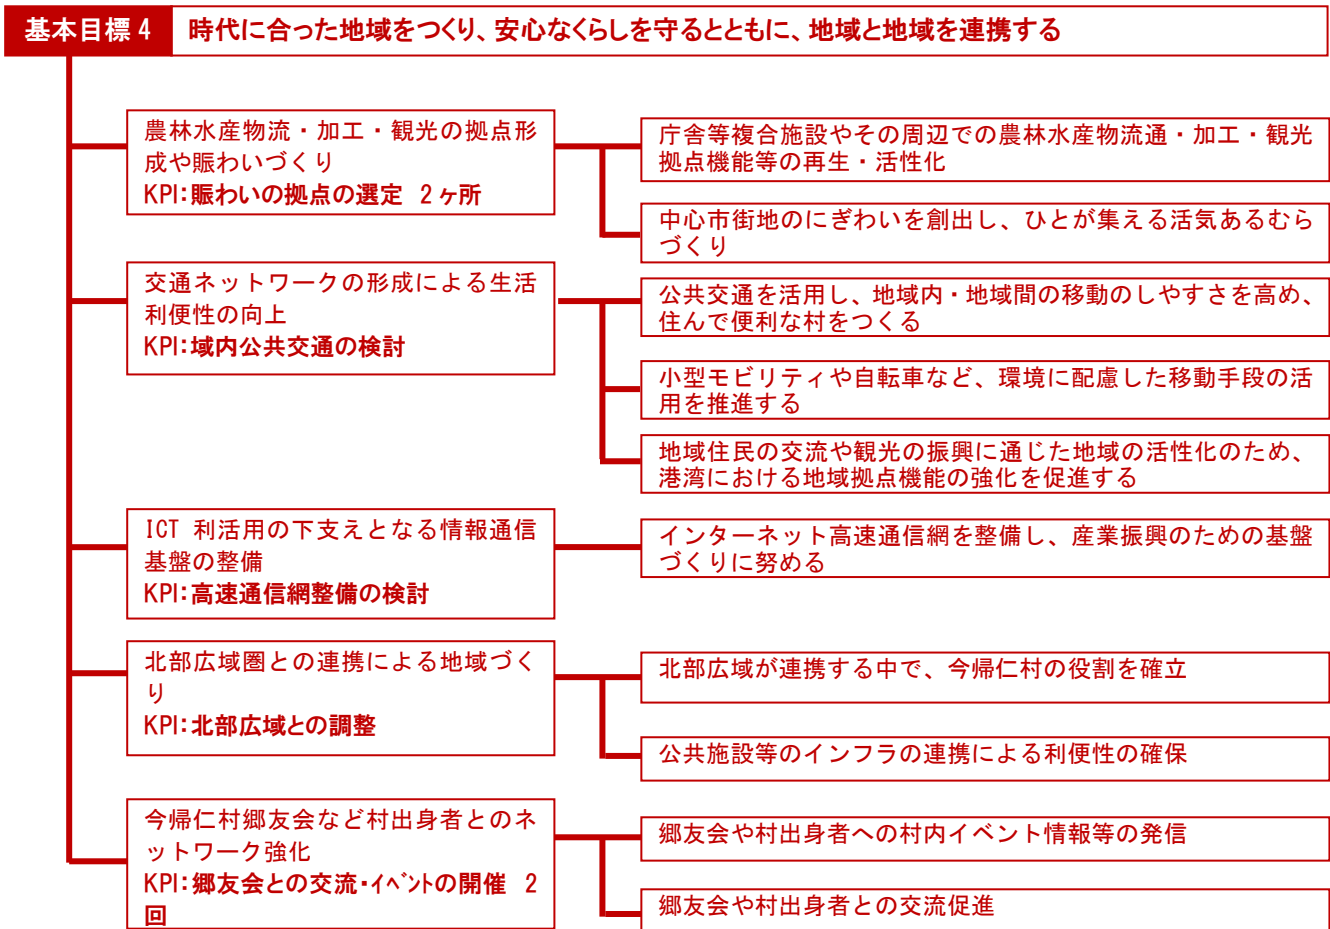 基本目標 4
時代に合った地域をつくり、安心なくらしを守るとともに、地域と地域を連携する
農林水産物流・加工・観光の拠点形
成や賑わいづくり
KPI：賑わいの拠点の選定 2ヶ所
庁舎等複合施設やその周辺での農林水産物流通・加工・観光
拠点機能等の再生・活性化
中心市街地のにぎわいを創出し、ひとが集える活気あるむら
づくり
交通ネットワークの形成による生活
利便性の向上
KPI：域内公共交通の検討
公共交通を活用し、地域内・地域間の移動のしやすさを高め、
住んで便利な村をつくる
小型モビリティや自転車など、環境に配慮した移動手段の活
用を推進する
地域住民の交流や観光の振興に通じた地域の活性化のため、
港湾における地域拠点機能の強化を促進する
ICT 利活用の下支えとなる情報通信
基盤の整備
KPI：高速通信網整備の検討
インターネット高速通信網を整備し、産業振興のための基盤
づくりに努める
北部広域圏との連携による地域づく
り
KPI：北部広域との調整
北部広域が連携する中で、今帰仁村の役割を確立
公共施設等のインフラの連携による利便性の確保
今帰仁村郷友会など村出身者とのネ
ットワーク強化
KPI：郷友会との交流・ｲﾍﾞﾝﾄの開催 2
回
郷友会や村出身者への村内イベント情報等の発信
郷友会や村出身者との交流促進